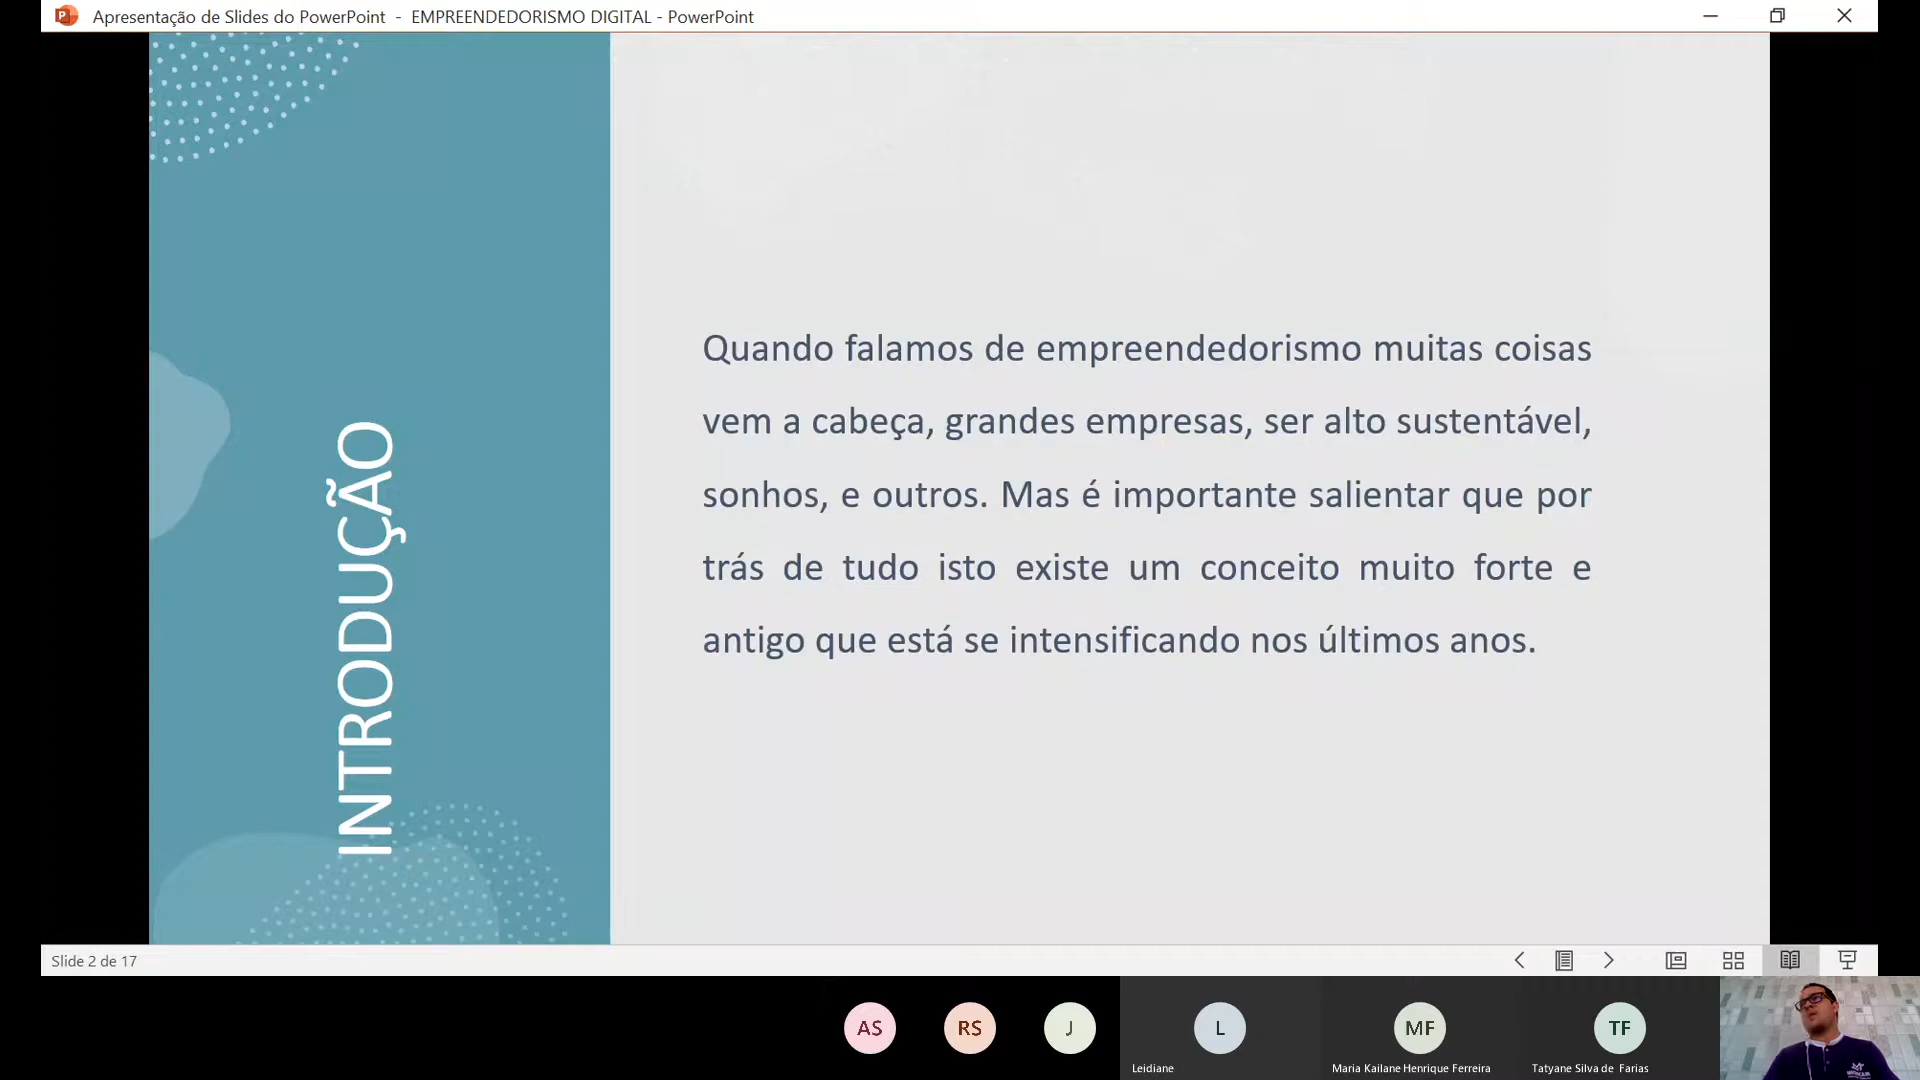 Apresentação de Slides do PowerPoint - EMPREENDEDORISMO DIGITAL - PowerPoint
INTRODUÇÃO
Quando falamos de empreendedorismo muitas coisas
vem a cabeça, grandes empresas, ser alto sustentável,
sonhos, e outros. Mas é importante salientar que por
trás de tudo isto existe um conceito muito forte e
antigo que está se intensificando nos últimos anos.
Slide 2 de 17
AS
RS
J
L
MF
TF
Leidiane
Maria Kailane Henrique Ferreira
Tatyane Silva de Farias